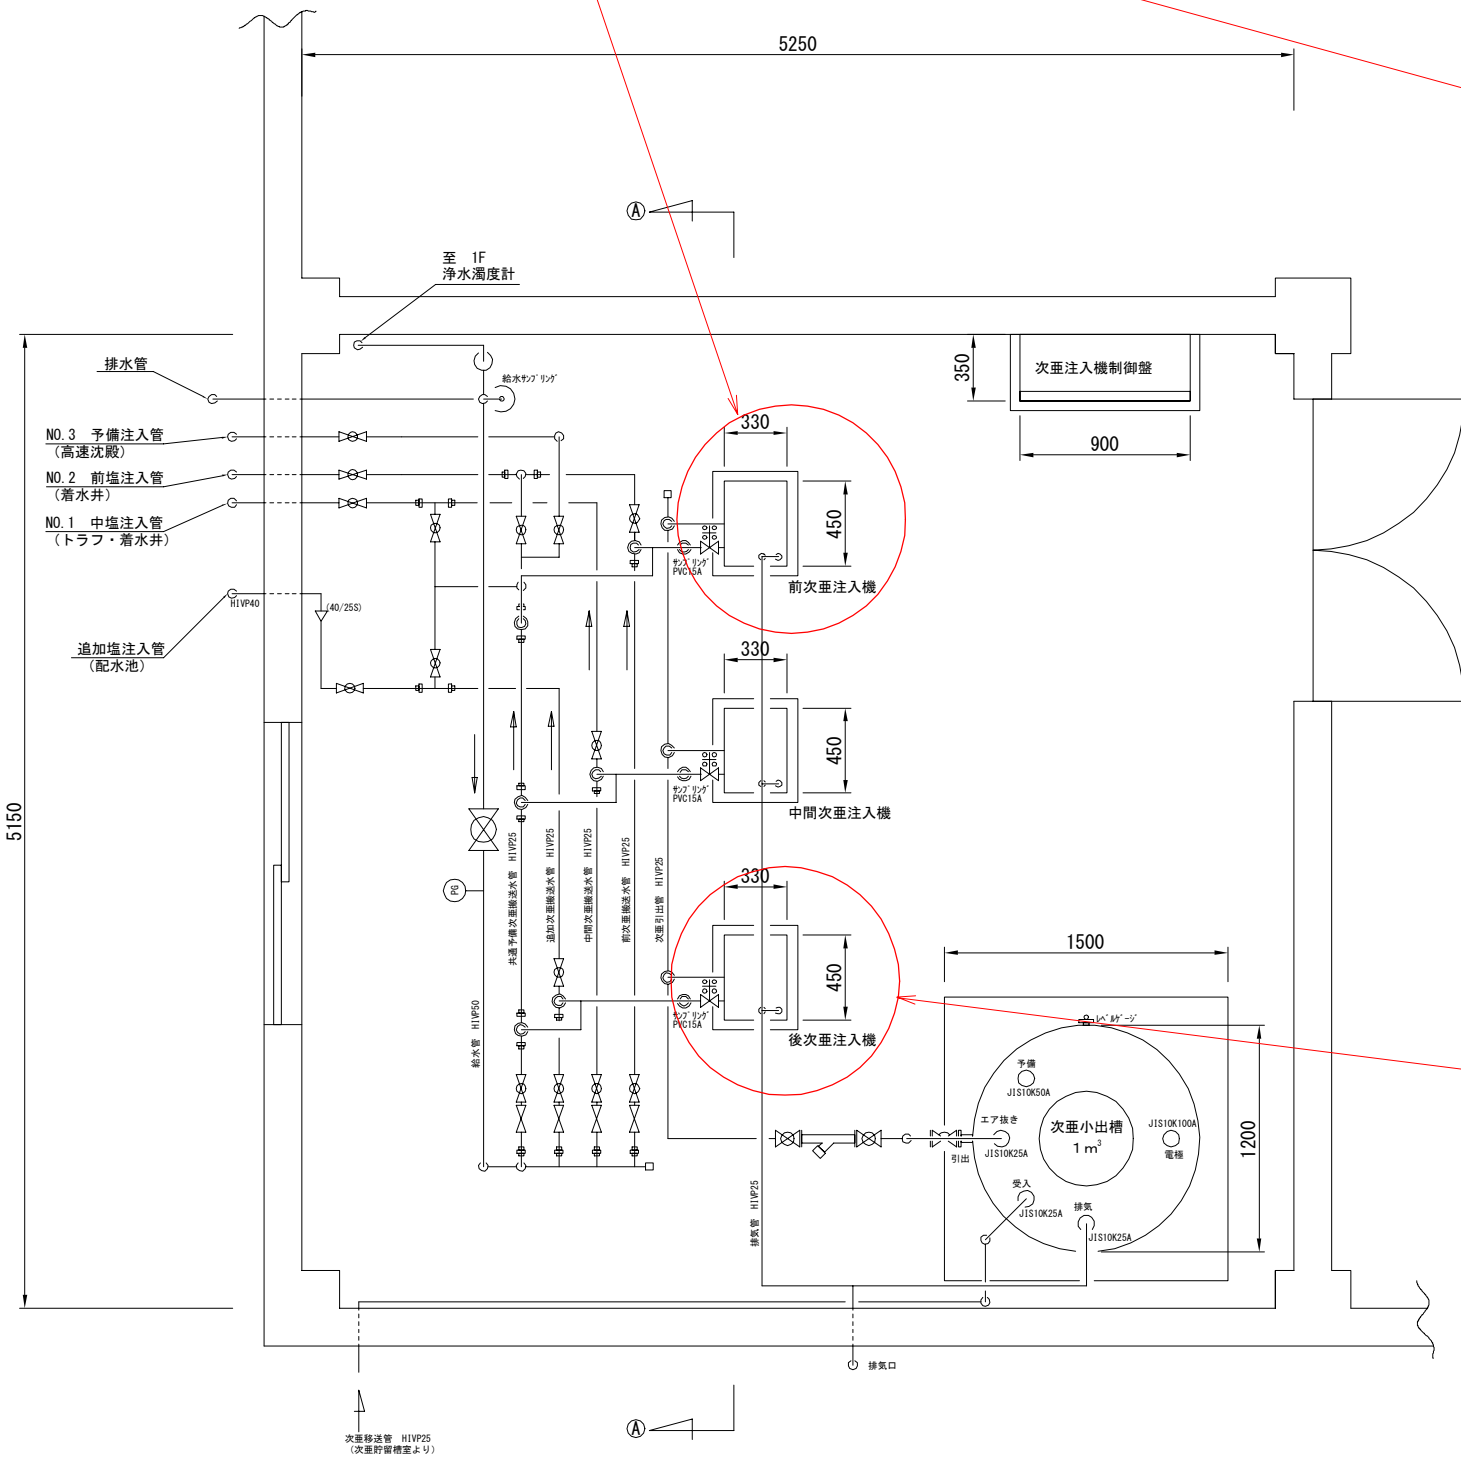 5250
Ⓐ
至 1F
浄水濁度計
排水管
給水ｻﾝﾌﾟﾘﾝｸﾞ
350
次亜注入機制御盤
900
NO.3 予備注入管
（高速沈殿）
NO.2 前塩注入管
（着水井）
NO.1 中塩注入管
（トラフ・着水井）
330
450
ｻﾝﾌﾟﾘﾝｸﾞ
PVC15A
前次亜注入機
HIVP40
(40/25S)
追加塩注入管
（配水池）
330
450
ｻﾝﾌﾟﾘﾝｸﾞ
PVC15A
中間次亜注入機
5150
PG
給水管 HIVP50
共通予備次亜搬送水管 HIVP25
追加次亜搬送水管 HIVP25
中間次亜搬送水管 HIVP25
前次亜搬送水管 HIVP25
次亜引出管 HIVP25
330
450
ｻﾝﾌﾟﾘﾝｸﾞ
PVC15A
後次亜注入機
1500
ﾚﾍﾞﾙｹﾞｰｼﾞ
予備
JIS10K50A
エア抜き
JIS10K25A
次亜小出槽
1m³
JIS10K100A
電極
1200
引出
受入
JIS10K25A
排気
JIS10K25A
排気管 HIVP25
排気口
次亜移送管 HIVP25
（次亜貯留槽室より）
Ⓐ